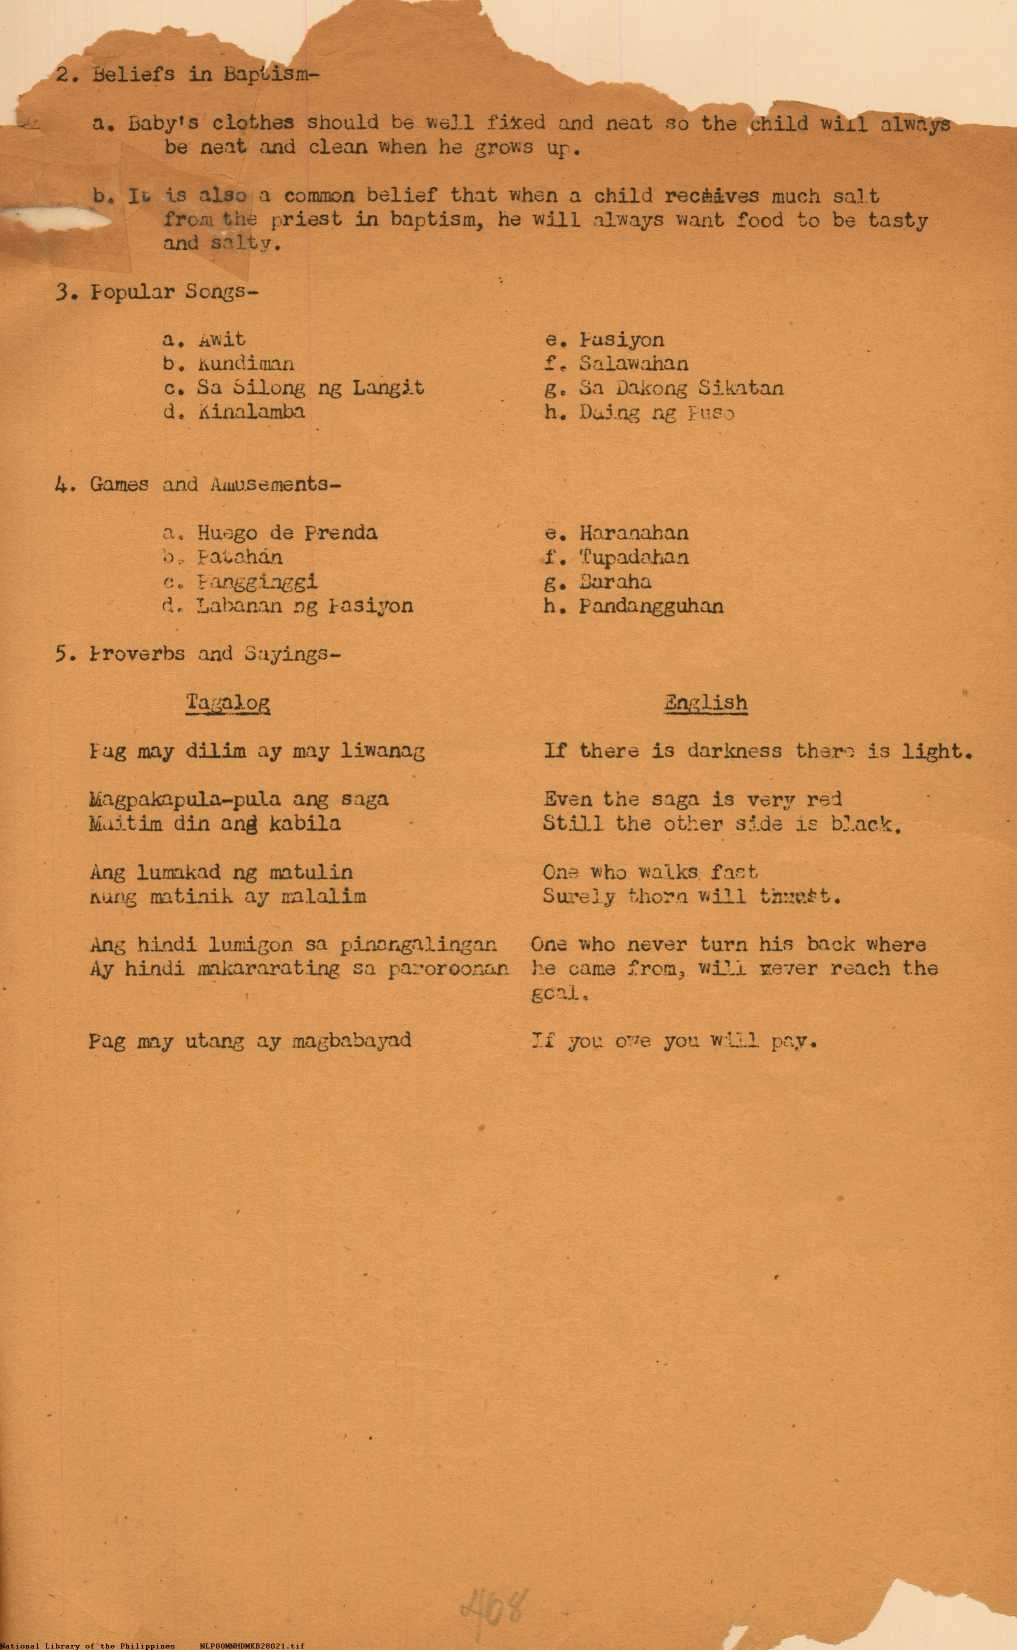 2. Beliefs in Baptism-
a. Baby's clothes should be well fixed and neat so the child will always
be neat and clean when he grows up.
b. It is also a common belief that when a child receives much salt
from the priest in baptism, he will always want food to be tasty
and salty.
3. Popular Songs-
a. Awit
b. Kundiman
c. Sa Silong ng Langit
d. Kinalamba
e. Pasiyon
f. Salawahan
g. Sa Dakong Sikatan
h. Daing ng Puso
4. Games and Amusements-
a. Huego de Prenda
b. Patahan
c. Pangginggi
d. Labanan ng Pasiyon
e. Haranahan
f. Tupadahan
g. Baraha
h. Pandangguhan
5. Proverbs and Sayings-
Tagalog English
Pag may dilim ay may liwanag If there is darkness there is light.
Magpakapula-pula ang saga Even the saga is very red
Maitim din ang kabila Still the other side is black.
Ang lumakad ng matulin One who walks fast
Kung matinik ay malalim Surely thorn will thrust.
Ang hindi lumigon sa pinangalingan One who never turn his back where
Ay hindi makararating sa paroroonan he came from, will never reach the
goal.
Pag may utang ay magbabayad If you owe you will pay.
468
National Library of the Philippines NLP00MNHDMKB20021.tif